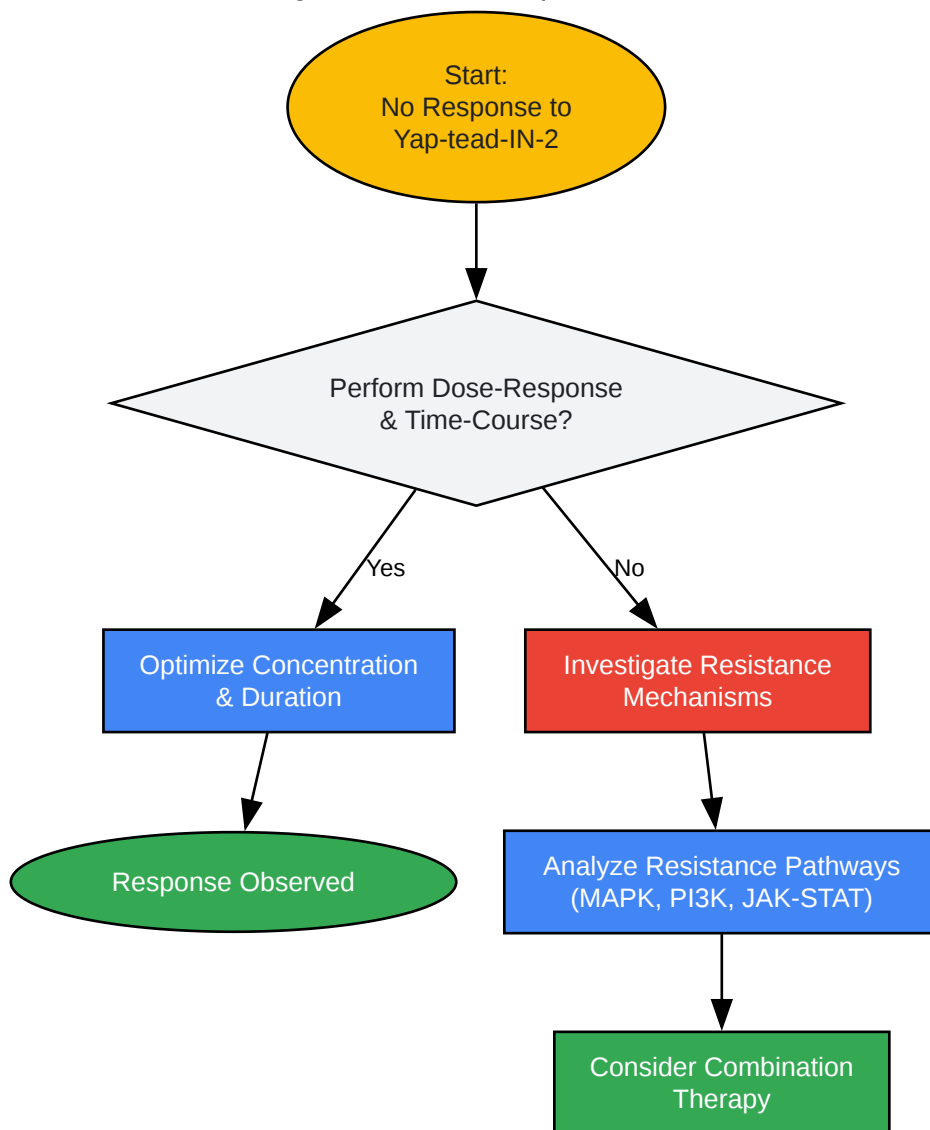 Start:
No Response to
Yap-tead-IN-2
Perform Dose-Response
& Time-Course?
Yes
No
Optimize Concentration
& Duration
Investigate Resistance
Mechanisms
Response Observed
Analyze Resistance Pathways
(MAPK, PI3K, JAK-STAT)
Consider Combination
Therapy